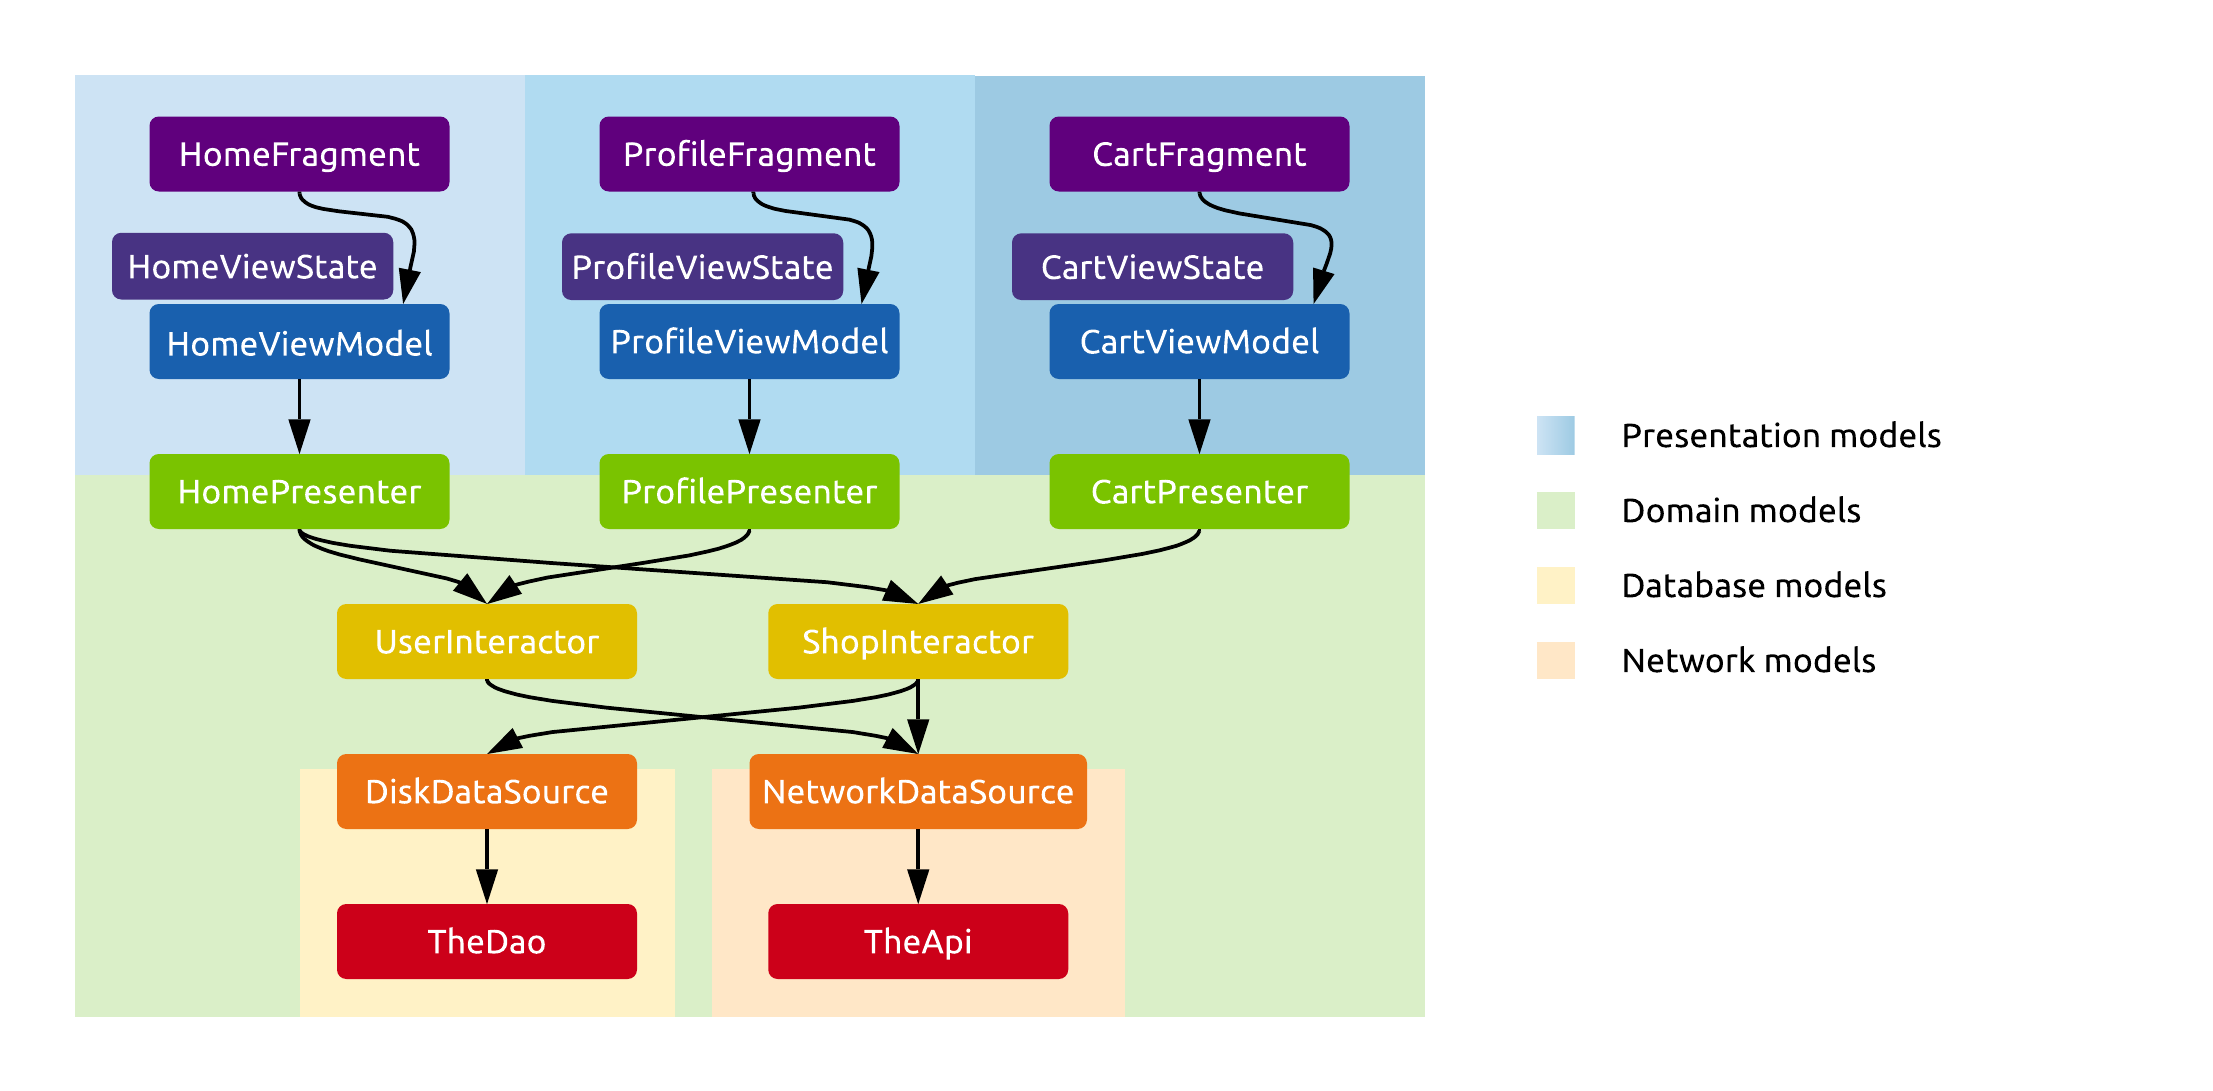 HomeFragment
ProfileFragment
CartFragment
HomeViewState
ProfileViewState
CartViewState
HomeViewModel
ProfileViewModel
CartViewModel
HomePresenter
ProfilePresenter
CartPresenter
UserInteractor
ShopInteractor
DiskDataSource
NetworkDataSource
TheDao
TheApi
Presentation models
Domain models
Database models
Network models